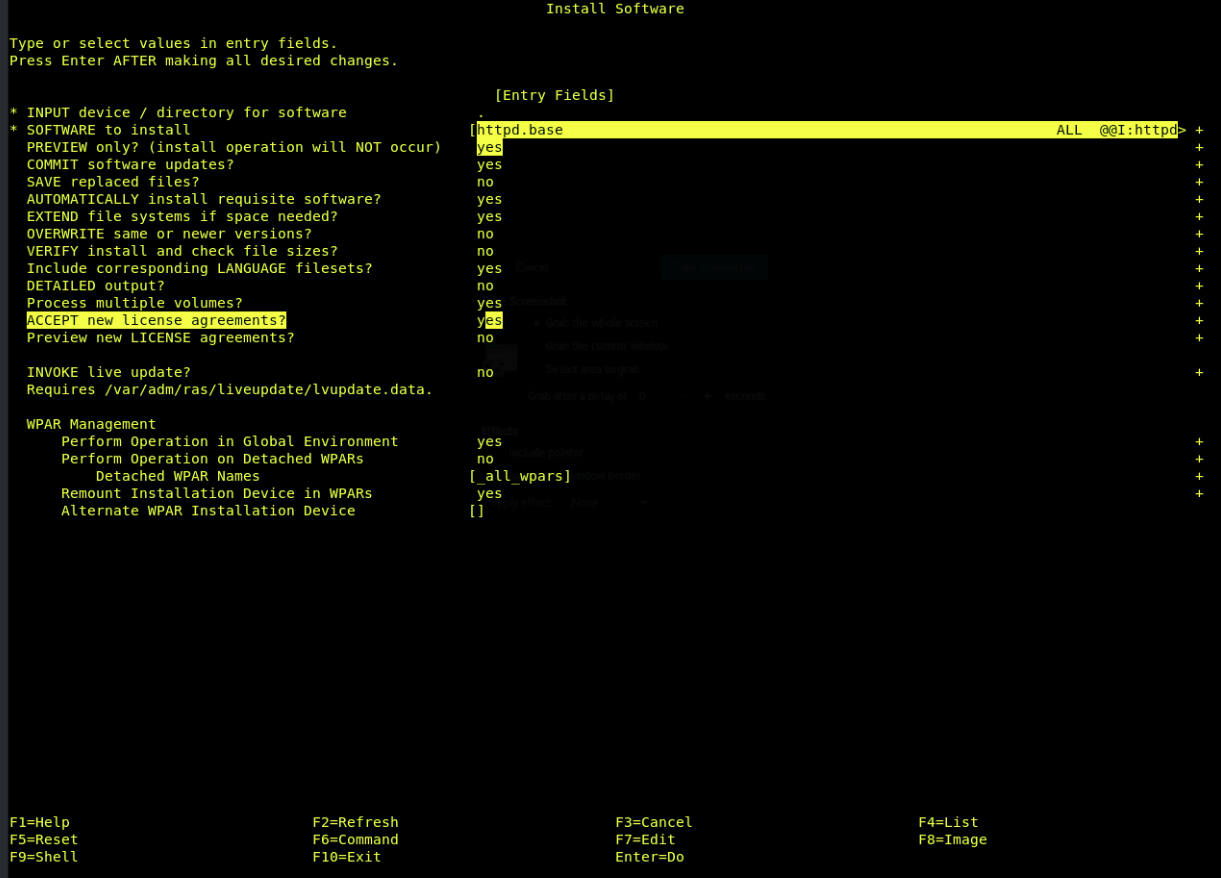 Install Software
Type or select values in entry fields.
Press Enter AFTER making all desired changes.
[Entry Fields]
* INPUT device / directory for software .
* SOFTWARE to install [httpd.base ALL @@I:httpd> +
PREVIEW only? (install operation will NOT occur) yes +
COMMIT software updates? yes +
SAVE replaced files? no +
AUTOMATICALLY install requisite software? yes +
EXTEND file systems if space needed? yes +
OVERWRITE same or newer versions? no +
VERIFY install and check file sizes? no +
Include corresponding LANGUAGE filesets? yes +
DETAILED output? no +
Process multiple volumes? yes +
ACCEPT new license agreements? yes +
Preview new LICENSE agreements? no +
INVOKE live update? no +
Requires /var/adm/ras/liveupdate/lvupdate.data.
WPAR Management
Perform Operation in Global Environment yes +
Perform Operation on Detached WPARs no +
Detached WPAR Names [_all_wpars] +
Remount Installation Device in WPARs yes +
Alternate WPAR Installation Device []
F1=Help F2=Refresh F3=Cancel F4=List
F5=Reset F6=Command F7=Edit F8=Image
F9=Shell F10=Exit Enter=Do